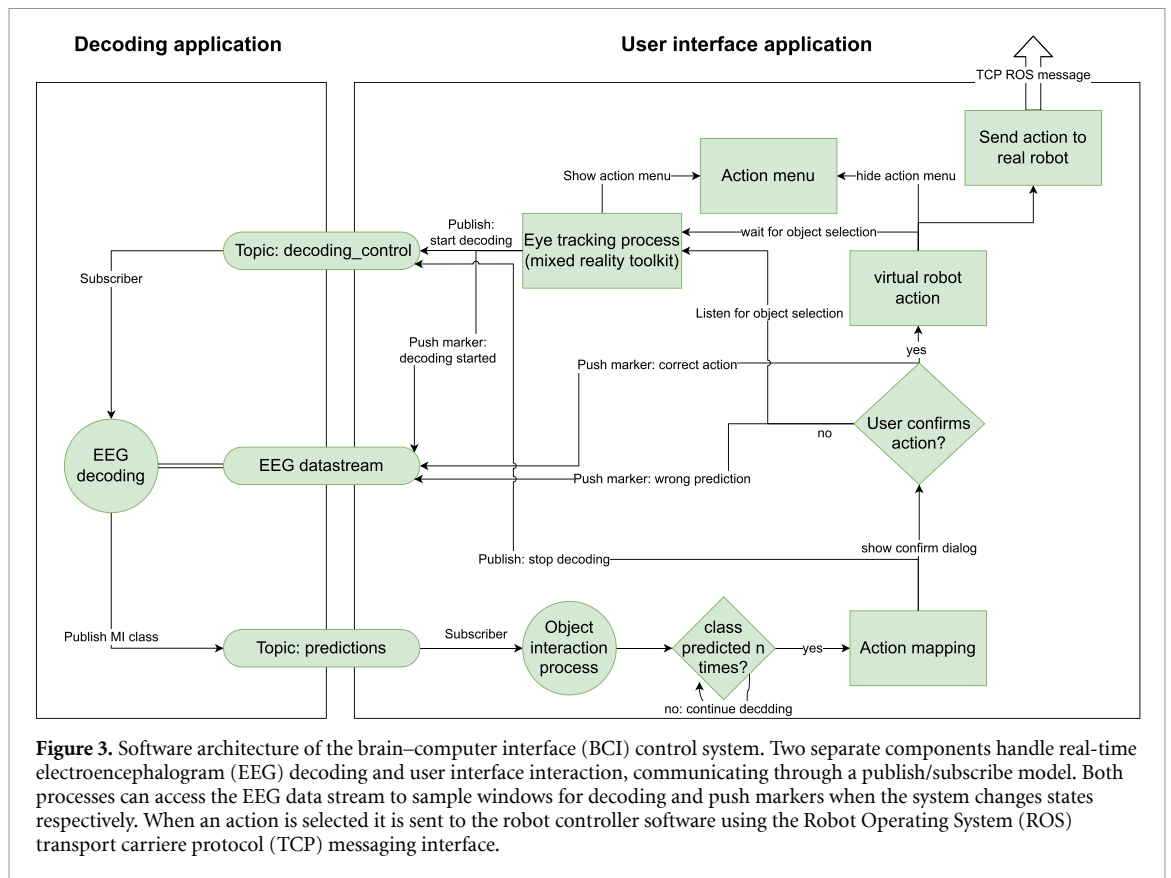 Decoding application
User interface application
TCP ROS message
Send action to
real robot
Show action menu
Action menu
hide action menu
Publish:
start decoding
Topic: decoding_control
Eye tracking process
(mixed reality toolkit)
wait for object selection
Subscriber
virtual robot
action
Listen for object selection
Push marker:
decoding started
yes
Push marker: correct action
User confirms
action?
no
EEG
decoding
EEG datastream
Push marker: wrong prediction
show confirm dialog
Publish: stop decoding
Publish MI class
Topic: predictions
Subscriber
Object
interaction
process
class
predicted n
times?
yes
Action mapping
no: continue decdding
Figure 3. Software architecture of the brain–computer interface (BCI) control system. Two separate components handle real-time
electroencephalogram (EEG) decoding and user interface interaction, communicating through a publish/subscribe model. Both
processes can access the EEG data stream to sample windows for decoding and push markers when the system changes states
respectively. When an action is selected it is sent to the robot controller software using the Robot Operating System (ROS)
transport carriere protocol (TCP) messaging interface.